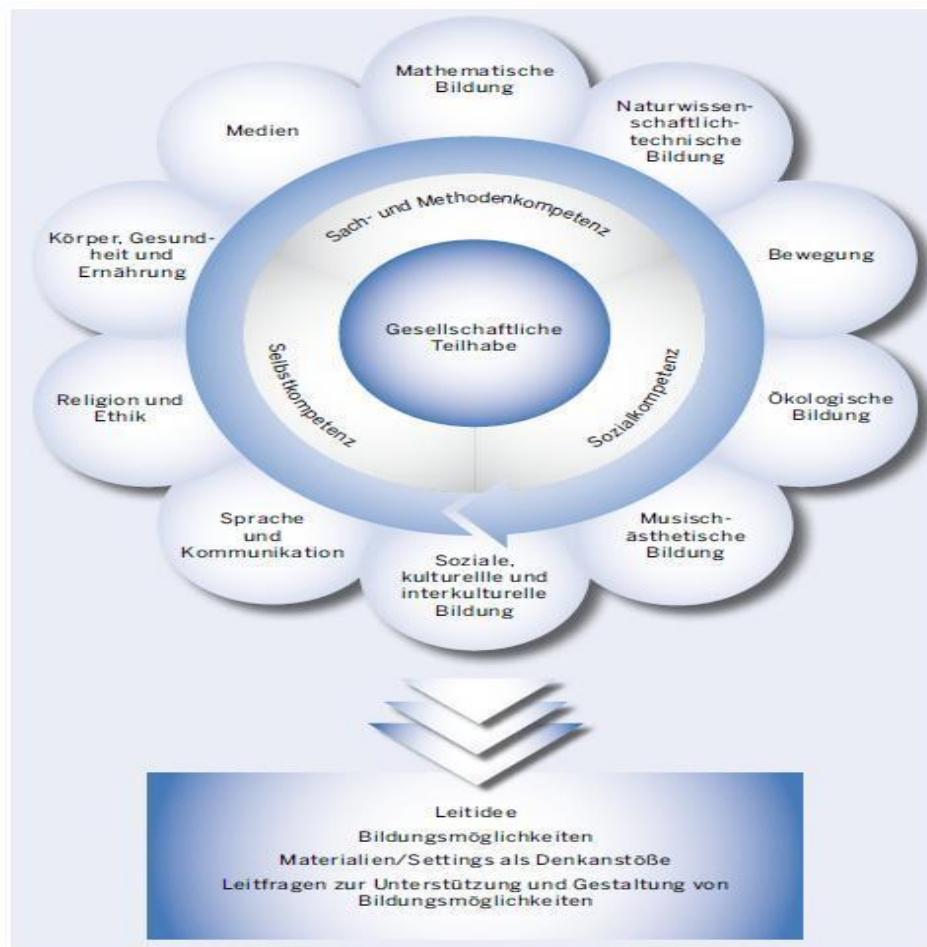 Mathematische
Bildung
Naturwissen-
schaftlich-
technische
Bildung
Medien
Sach- und Methodenkompetenz
Körper, Gesund-
heit und
Ernährung
Bewegung
Gesellschaftliche
Teilhabe
Selbstkompetenz
Sozialkompetenz
Religion und
Ethik
Ökologische
Bildung
Sprache
und
Kommunikation
Musisch-
ästhetische
Bildung
Soziale,
kulturellle und
interkulturelle
Bildung
Leitidee
Bildungsmöglichkeiten
Materialien/Settings als Denkanstöße
Leitfragen zur Unterstützung und Gestaltung von
Bildungsmöglichkeiten